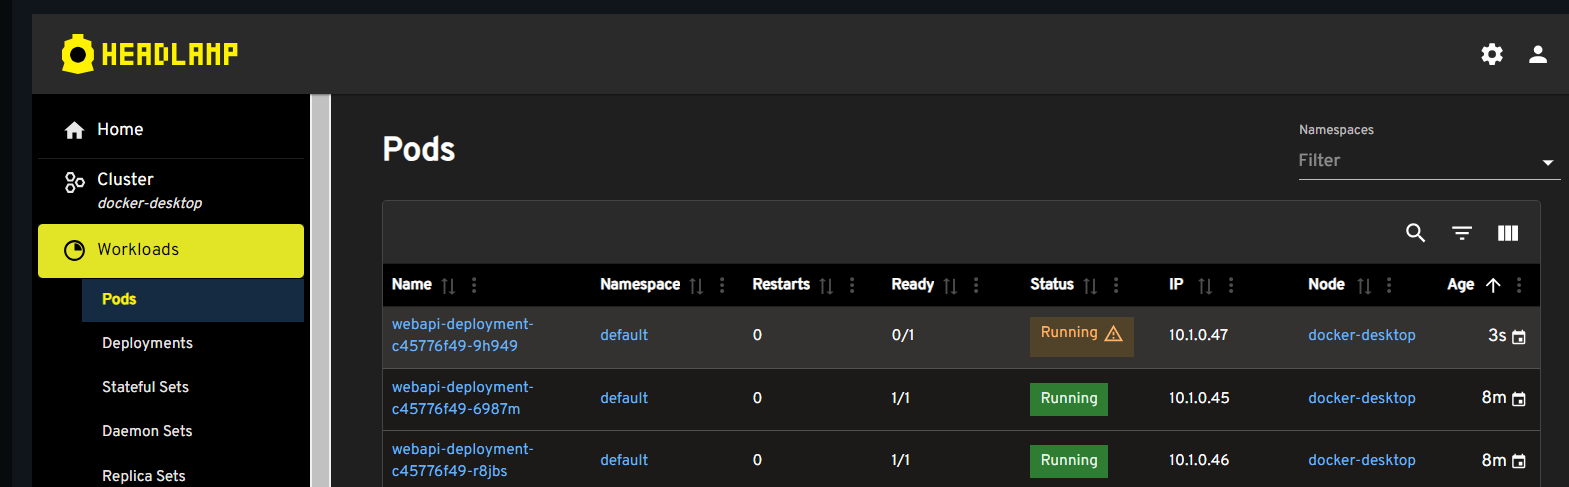 HEADLAMP
Home
Cluster
docker-desktop
Workloads
Pods
Deployments
Stateful Sets
Daemon Sets
Replica Sets
Pods
Namespaces
Filter
Name Namespace Restarts Ready Status IP Node Age
webapi-deployment-
c45776f49-9h949 default 0 0/1 Running 10.1.0.47 docker-desktop 3s
webapi-deployment-
c45776f49-6987m default 0 1/1 Running 10.1.0.45 docker-desktop 8m
webapi-deployment-
c45776f49-r8jbs default 0 1/1 Running 10.1.0.46 docker-desktop 8m